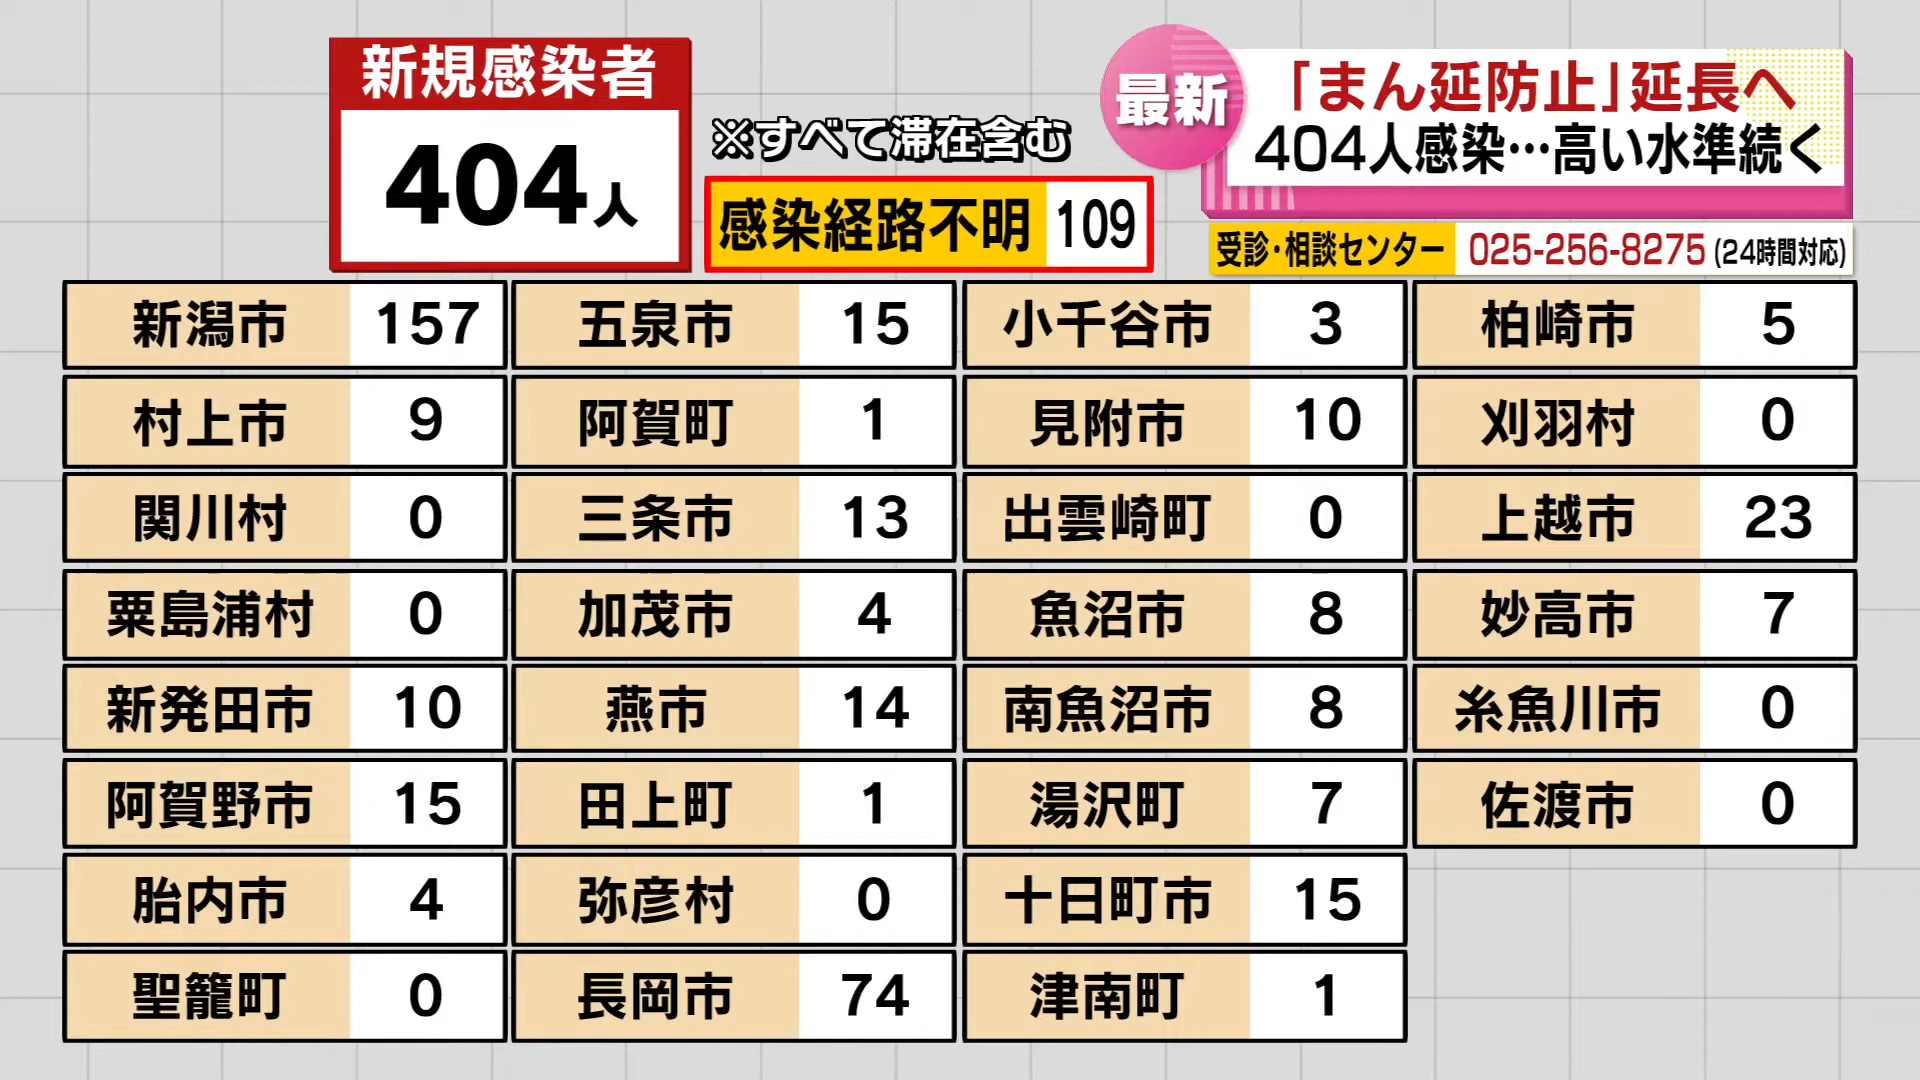 新規感染者
404人
※すべて滞在含む
感染経路不明 109
最新
「まん延防止」延長へ
404人感染…高い水準続く
受診・相談センター 025-256-8275(24時間対応)
新潟市 157 五泉市 15 小千谷市 3 柏崎市 5
村上市 9 阿賀町 1 見附市 10 刈羽村 0
関川村 0 三条市 13 出雲崎町 0 上越市 23
粟島浦村 0 加茂市 4 魚沼市 8 妙高市 7
新発田市 10 燕市 14 南魚沼市 8 糸魚川市 0
阿賀野市 15 田上町 1 湯沢町 7 佐渡市 0
胎内市 4 弥彦村 0 十日町市 15
聖籠町 0 長岡市 74 津南町 1